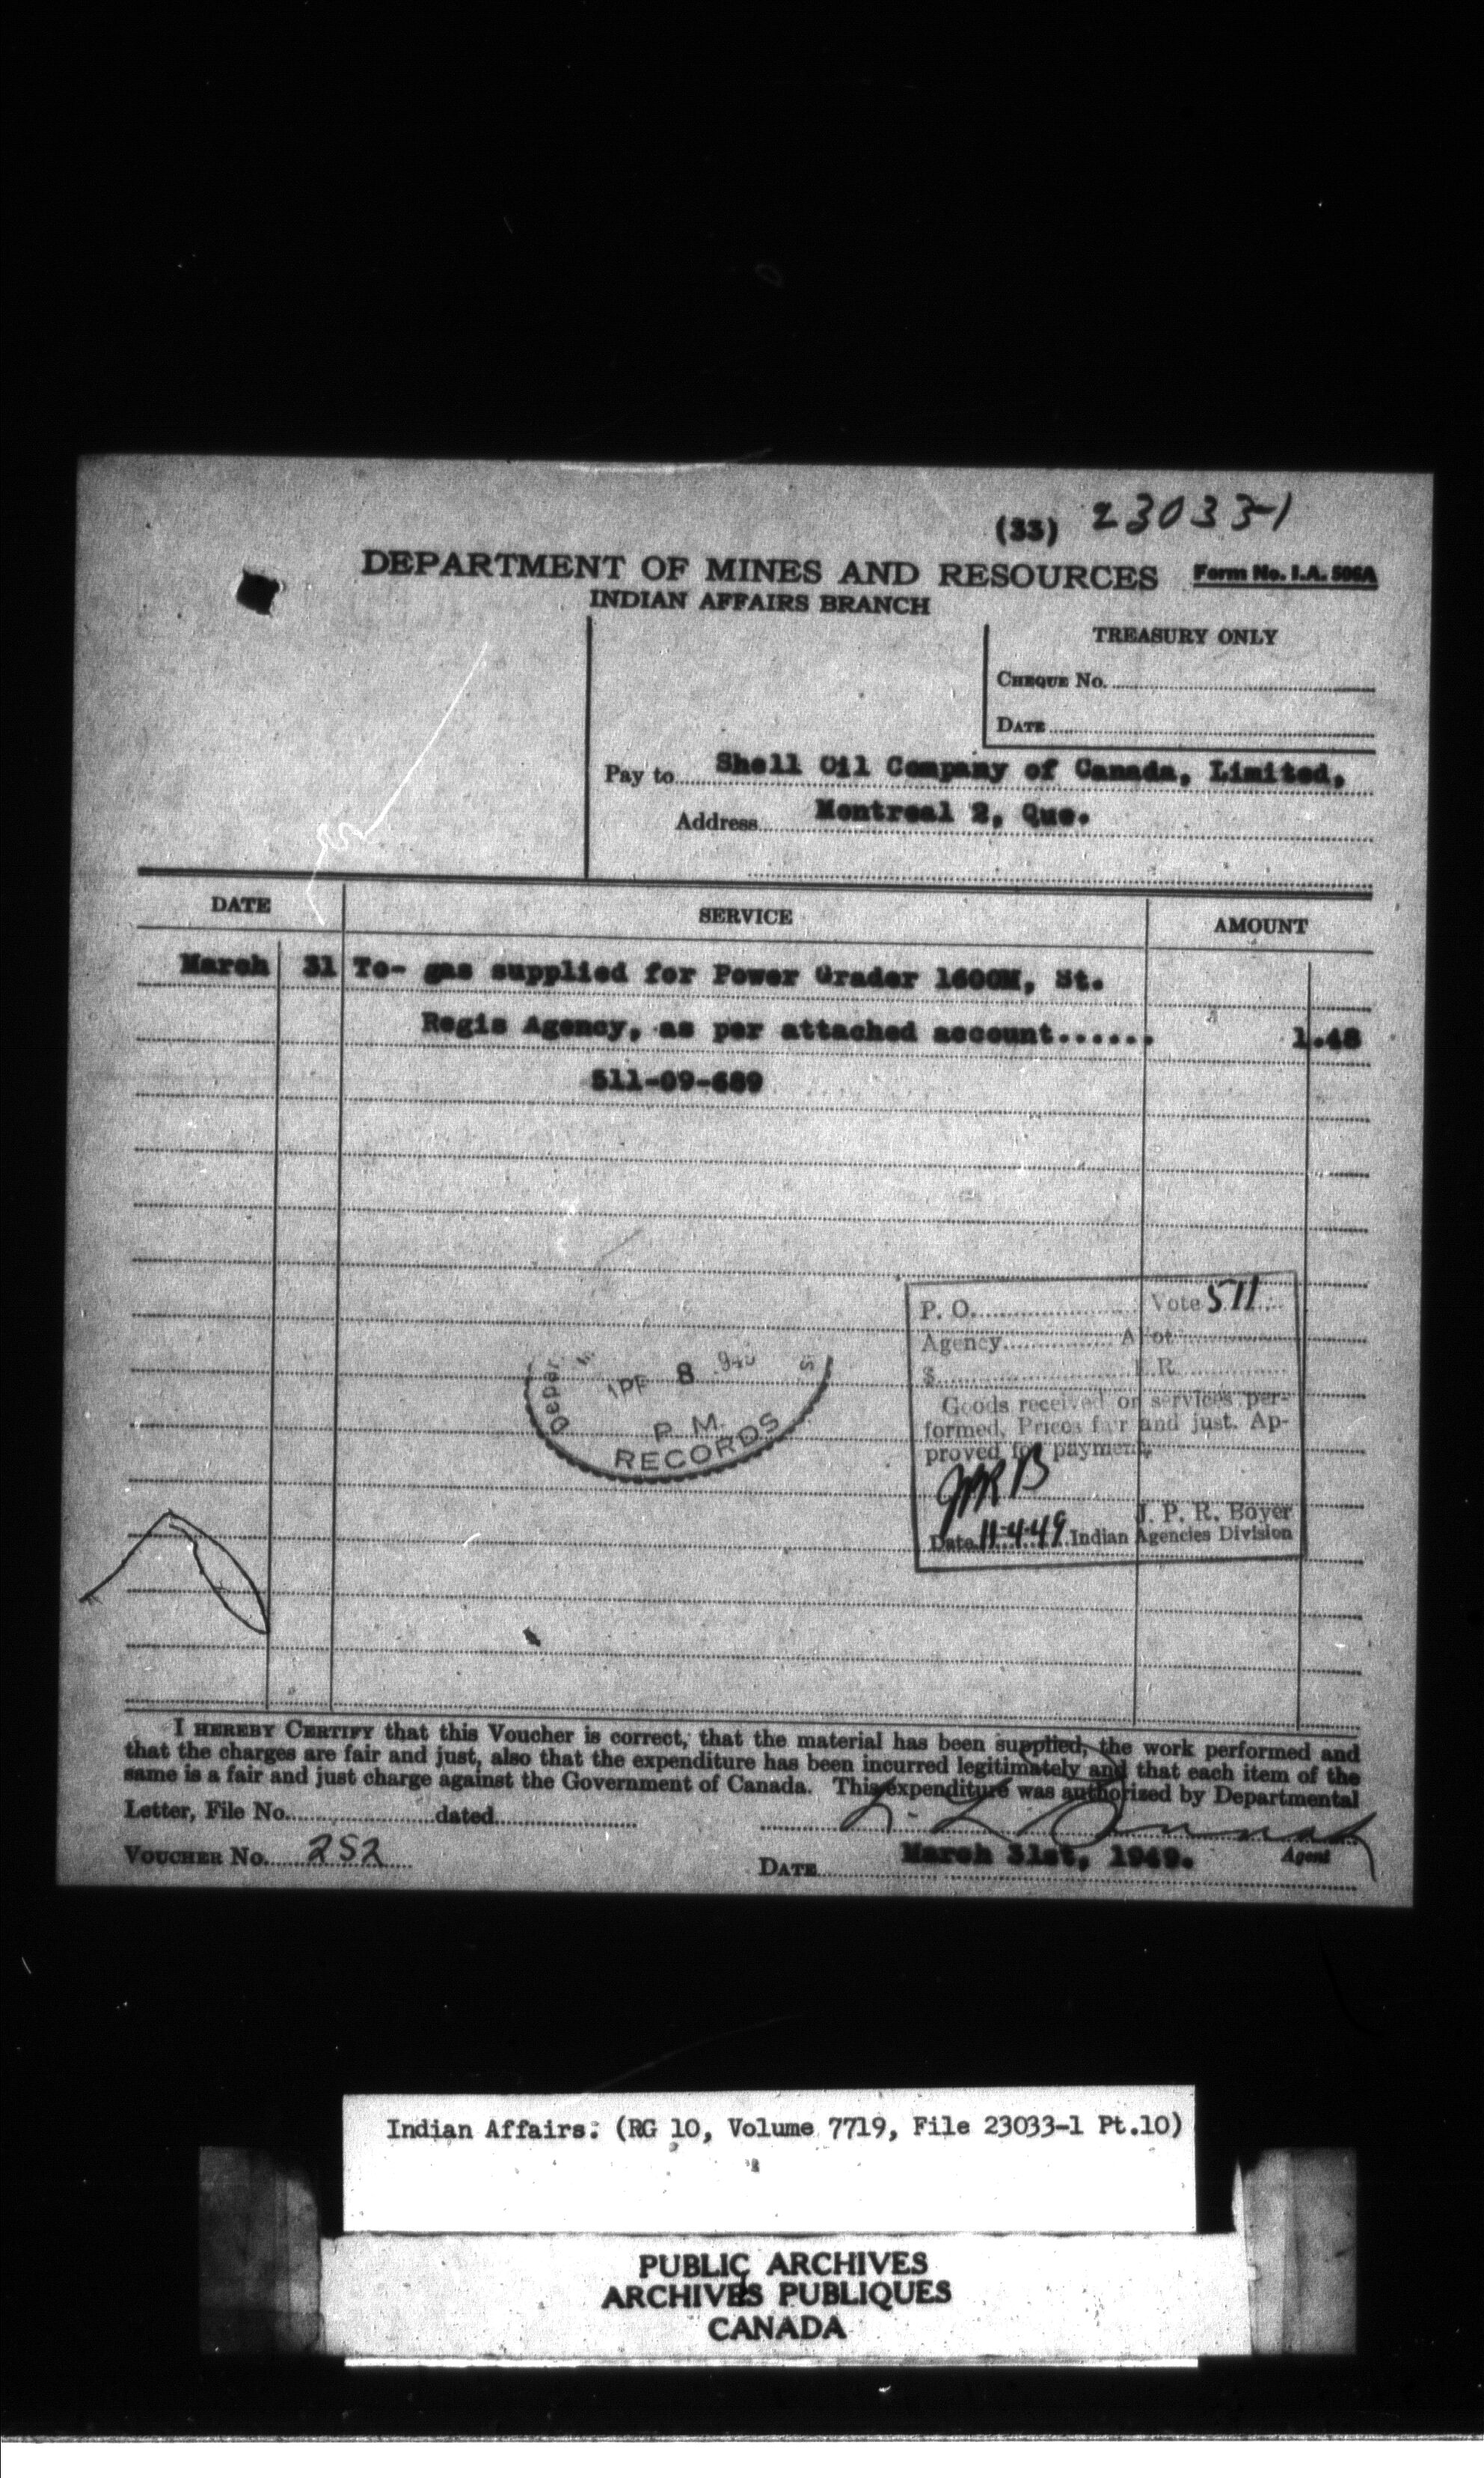 (33) 23033-1
DEPARTMENT OF MINES AND RESOURCES Form No. I.A. 506A
INDIAN AFFAIRS BRANCH
TREASURY ONLY
CHEQUE No.
DATE
Pay to Shell Oil Company of Canada, Limited,
Address Montreal 2, Que.
DATE SERVICE AMOUNT
March 31 To- gas supplied for Power Grader 1600M, St.
Regis Agency, as per attached account...... 1.48
511-09-689
P. O. Vote 511
Agency Allot
$ F.R.
Goods received or services per-
formed. Prices fair and just. Ap-
proved for payment.
JPRB
J. P. R. Boyer
Date 11-4-49 Indian Agencies Division
8
P. M.
RECORDS
I HEREBY CERTIFY that this Voucher is correct, that the material has been supplied, the work performed and
that the charges are fair and just, also that the expenditure has been incurred legitimately and that each item of the
same is a fair and just charge against the Government of Canada. This expenditure was authorized by Departmental
Letter, File No. dated
Agent
VOUCHER No. 252 DATE March 31st, 1949.
Indian Affairs. (RG 10, Volume 7719, File 23033-1 Pt.10)
PUBLIC ARCHIVES
ARCHIVES PUBLIQUES
CANADA